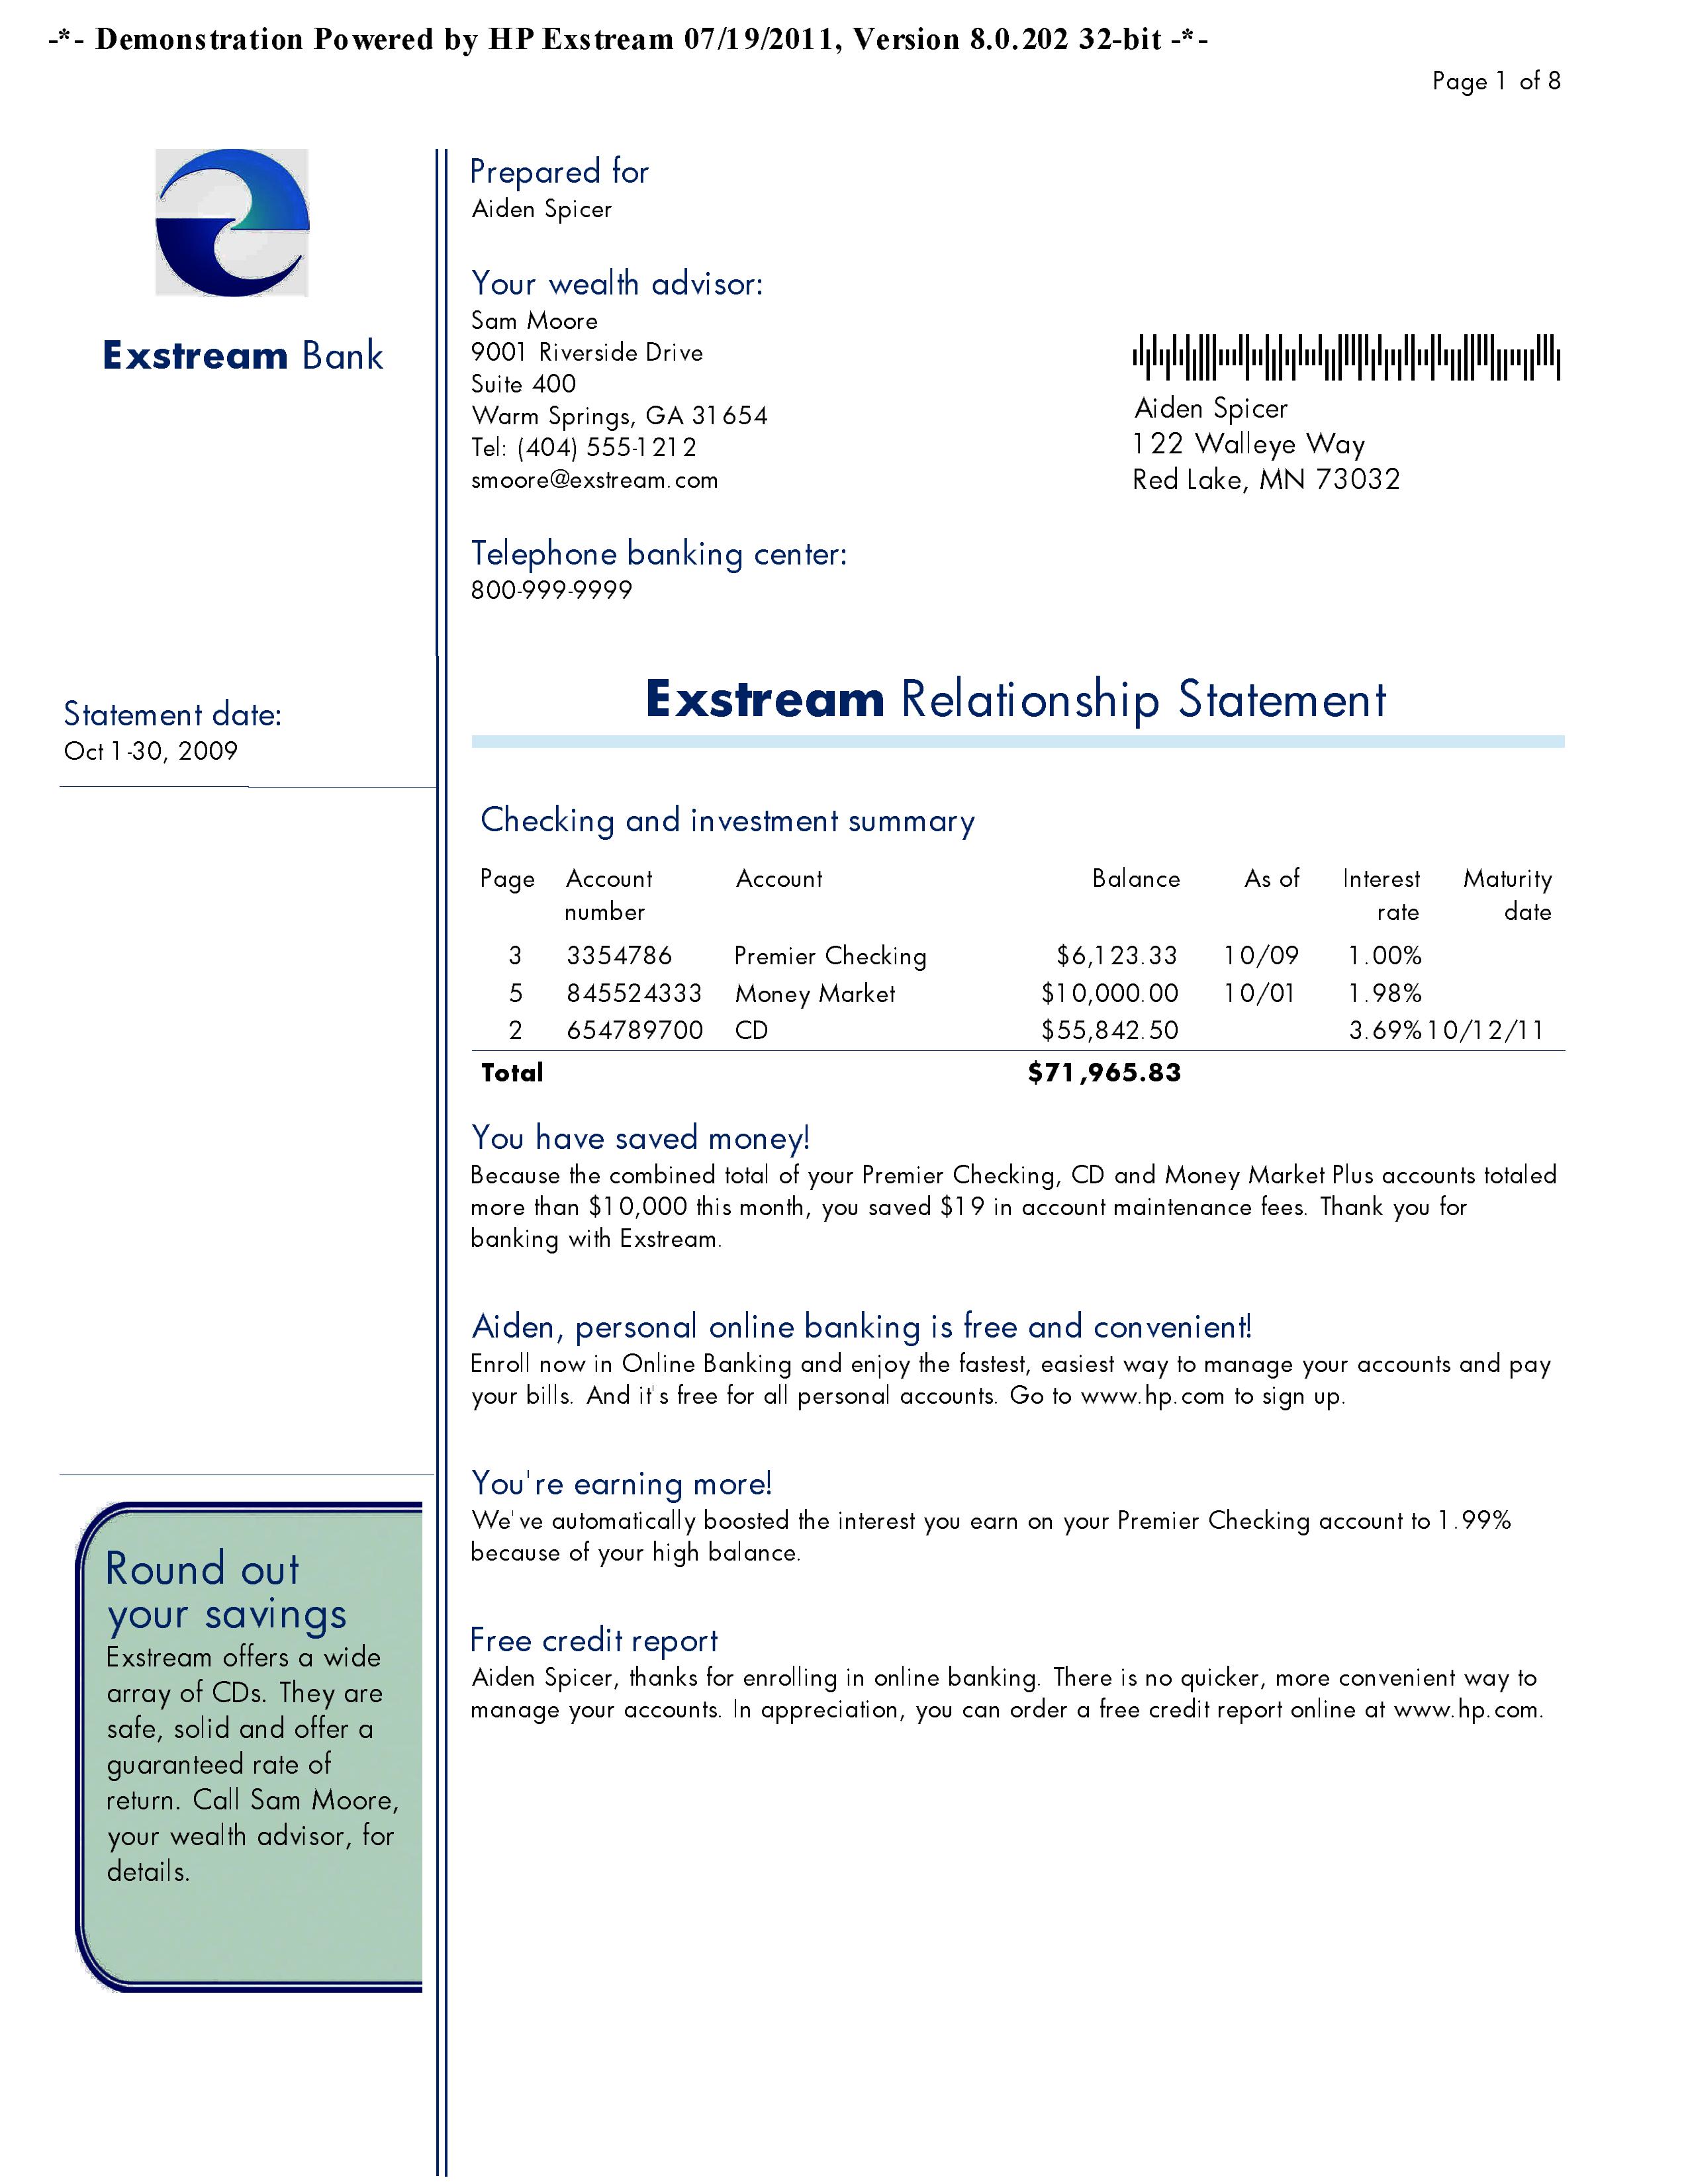 -*- Demonstration Powered by HP Exstream 07/19/2011, Version 8.0.202 32-bit -*-
Page 1 of 8
Exstream Bank
Prepared for
Aiden Spicer
Your wealth advisor:
Sam Moore
9001 Riverside Drive
Suite 400
Warm Springs, GA 31654
Tel: (404) 555-1212
smoore@exstream.com
Aiden Spicer
122 Walleye Way
Red Lake, MN 73032
Telephone banking center:
800-999-9999
Statement date:
Oct 1-30, 2009
Exstream Relationship Statement
Checking and investment summary
Page Account Account Balance As of Interest Maturity
number rate date
3 3354786 Premier Checking $6,123.33 10/09 1.00%
5 845524333 Money Market $10,000.00 10/01 1.98%
2 654789700 CD $55,842.50 3.69% 10/12/11
Total $71,965.83
You have saved money!
Because the combined total of your Premier Checking, CD and Money Market Plus accounts totaled
more than $10,000 this month, you saved $19 in account maintenance fees. Thank you for
banking with Exstream.
Aiden, personal online banking is free and convenient!
Enroll now in Online Banking and enjoy the fastest, easiest way to manage your accounts and pay
your bills. And it's free for all personal accounts. Go to www.hp.com to sign up.
You're earning more!
We've automatically boosted the interest you earn on your Premier Checking account to 1.99%
because of your high balance.
Free credit report
Aiden Spicer, thanks for enrolling in online banking. There is no quicker, more convenient way to
manage your accounts. In appreciation, you can order a free credit report online at www.hp.com.
Round out
your savings
Exstream offers a wide
array of CDs. They are
safe, solid and offer a
guaranteed rate of
return. Call Sam Moore,
your wealth advisor, for
details.